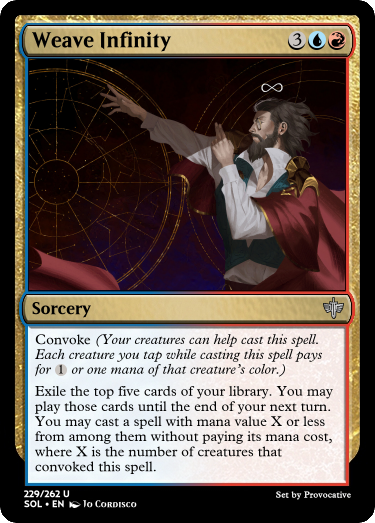 Weave Infinity 3
∞
Sorcery
Convoke (Your creatures can help cast this spell.
Each creature you tap while casting this spell pays
for 1 or one mana of that creature's color.)
Exile the top five cards of your library. You may
play those cards until the end of your next turn.
You may cast a spell with mana value X or less
from among them without paying its mana cost,
where X is the number of creatures that
convoked this spell.
229/262 U
SOL • EN Jo Cordisco
Set by Provocative